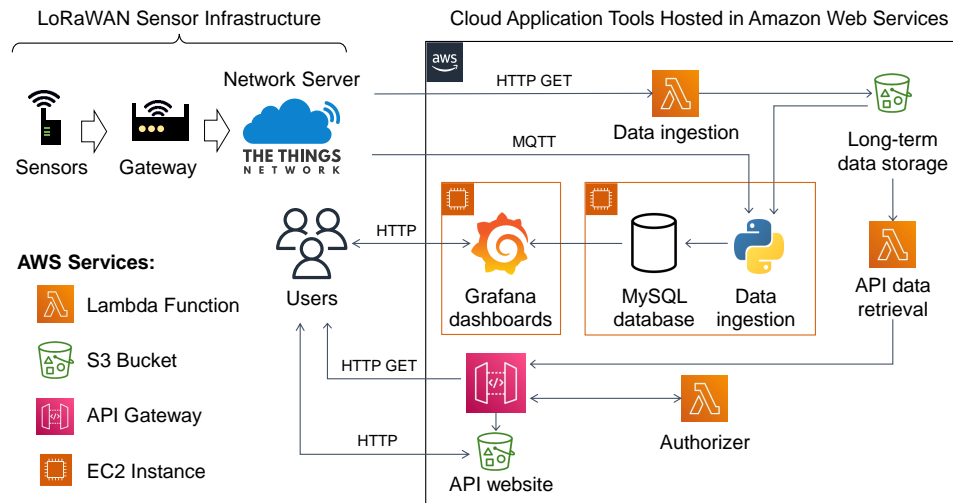 LoRaWAN Sensor Infrastructure
Cloud Application Tools Hosted in Amazon Web Services
aws
Network Server
HTTP GET
THE THINGS
NETWORK
Sensors
Gateway
Data ingestion
Long-term
data storage
MQTT
HTTP
Users
Grafana
dashboards
MySQL
database
Data
ingestion
API data
retrieval
AWS Services:
Lambda Function
S3 Bucket
API Gateway
EC2 Instance
HTTP GET
</>
Authorizer
HTTP
API website